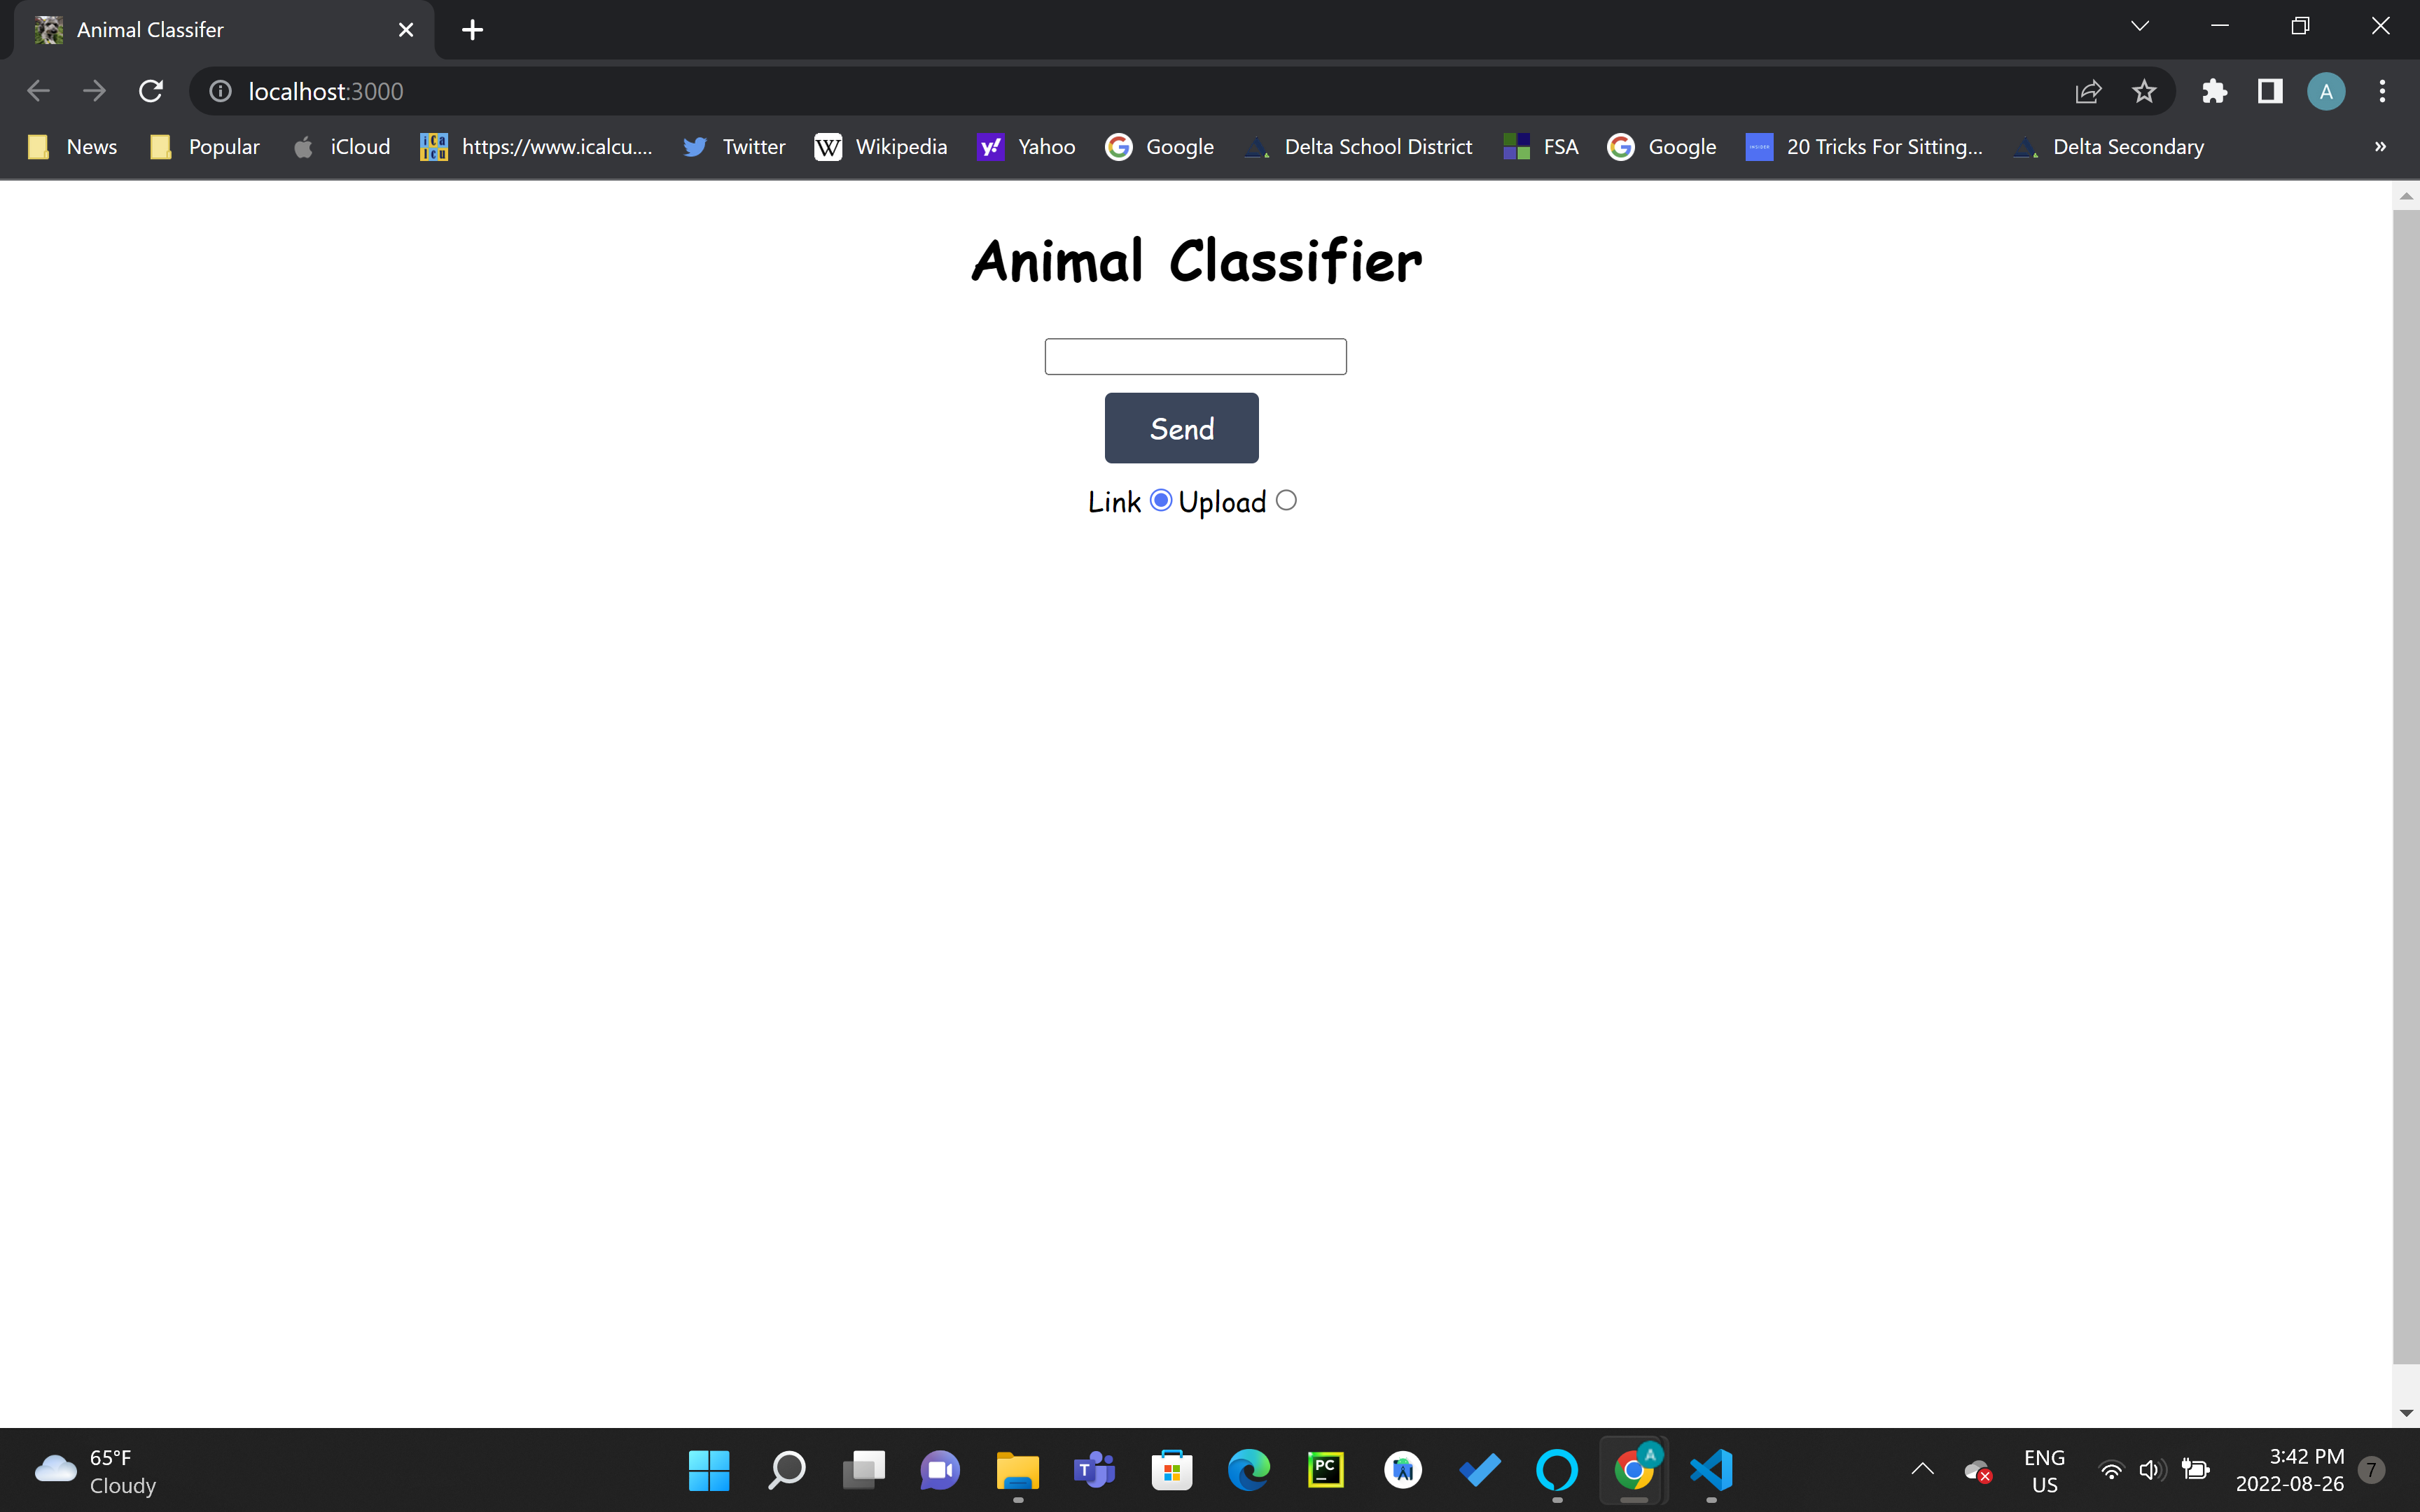 Animal Classifer
localhost:3000
News Popular iCloud https://www.icalcu.... Twitter W Wikipedia y! Yahoo Google Delta School District FSA Google INSIDER 20 Tricks For Sitting... Delta Secondary »
Animal Classifier
Send
Link Upload
65°F
Cloudy
T
PC
A
ENG
US
3:42 PM
2022-08-26
7